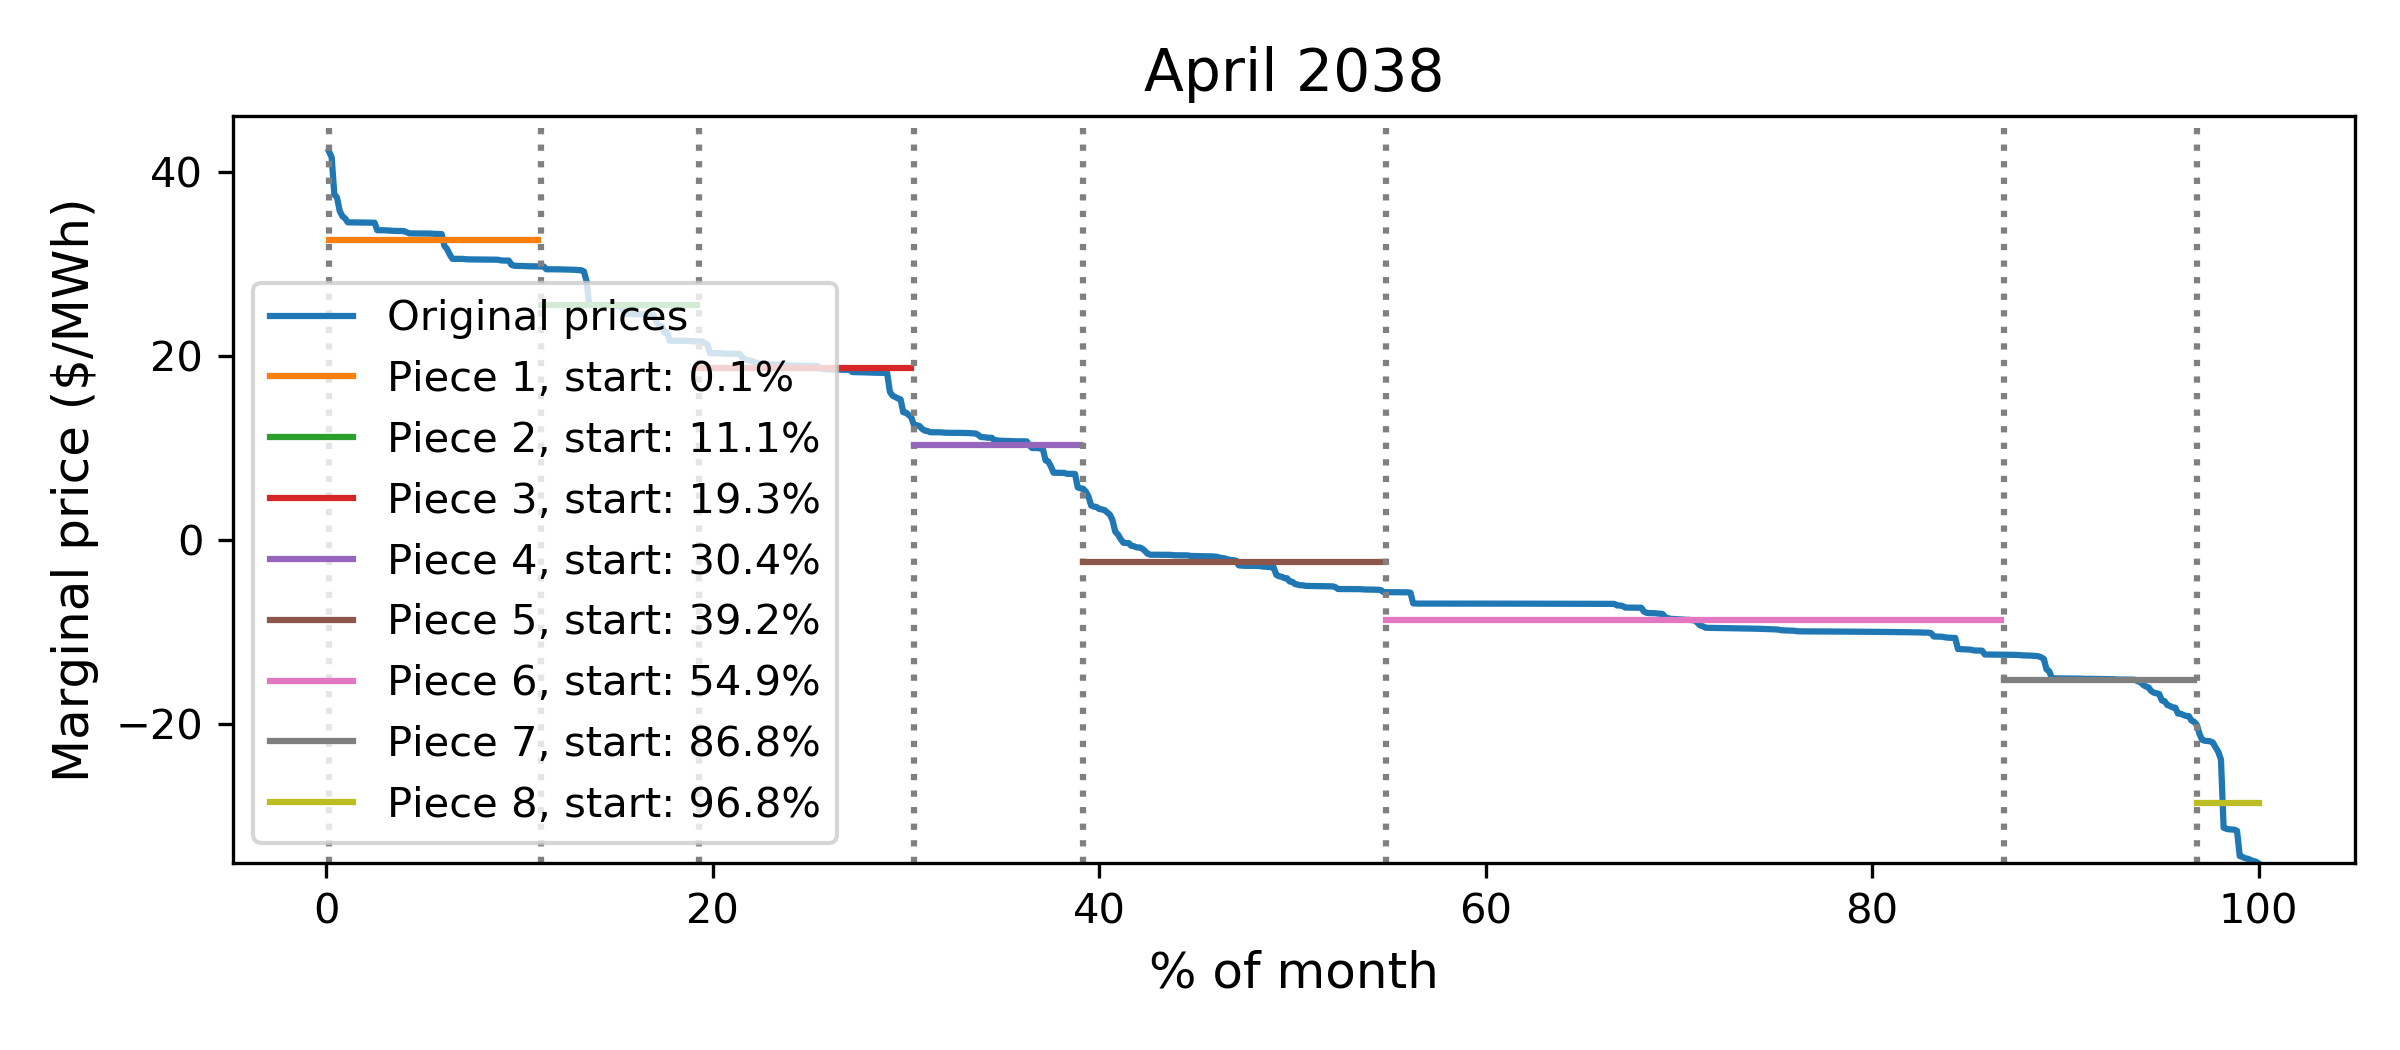 April 2038
Marginal price ($/MWh)
40
20
0
−20
Original prices
Piece 1, start: 0.1%
Piece 2, start: 11.1%
Piece 3, start: 19.3%
Piece 4, start: 30.4%
Piece 5, start: 39.2%
Piece 6, start: 54.9%
Piece 7, start: 86.8%
Piece 8, start: 96.8%
0 20 40 60 80 100
% of month